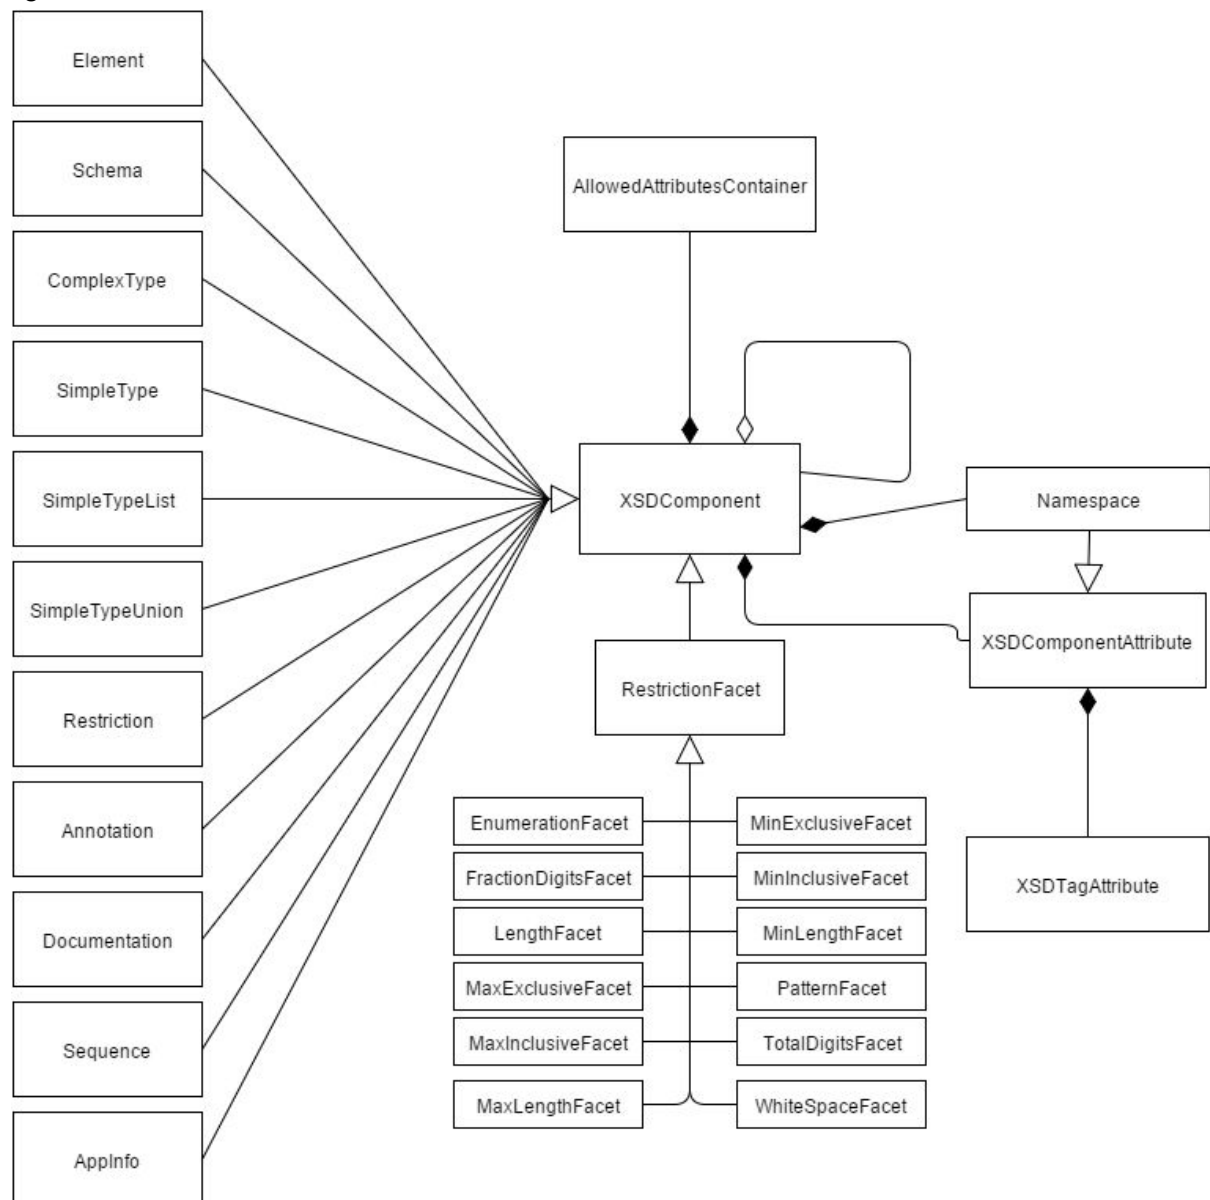 Element
Schema
ComplexType
SimpleType
SimpleTypeList
SimpleTypeUnion
Restriction
Annotation
Documentation
Sequence
AppInfo
AllowedAttributesContainer
XSDComponent
Namespace
XSDComponentAttribute
XSDTagAttribute
RestrictionFacet
EnumerationFacet
MinExclusiveFacet
FractionDigitsFacet
MinInclusiveFacet
LengthFacet
MinLengthFacet
MaxExclusiveFacet
PatternFacet
MaxInclusiveFacet
TotalDigitsFacet
MaxLengthFacet
WhiteSpaceFacet